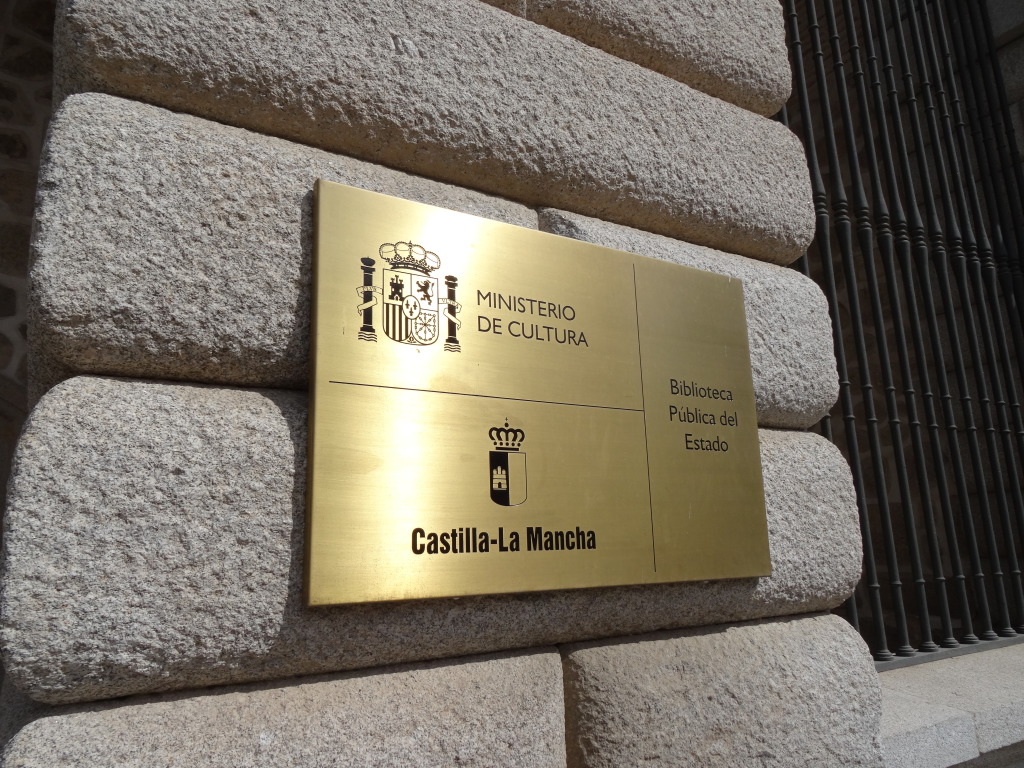 MINISTERIO
DE CULTURA
Castilla-La Mancha
Biblioteca
Pública del
Estado